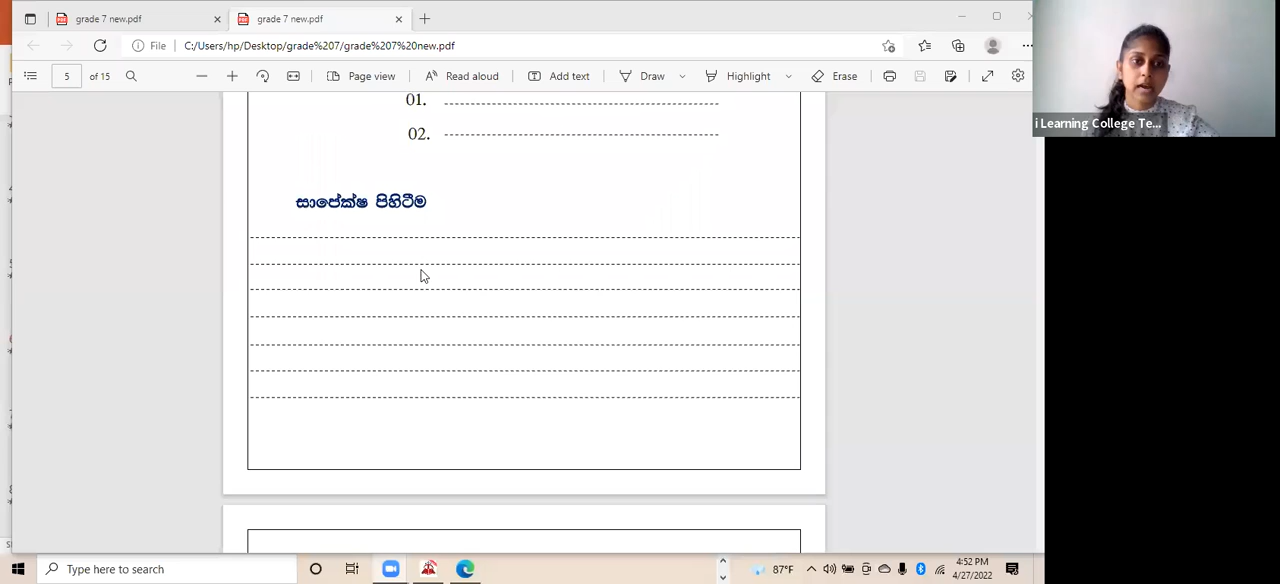 grade 7 new.pdf
grade 7 new.pdf
File C:/Users/hp/Desktop/grade%207/grade%207%20new.pdf
5 of 15 Page view Read aloud Add text Draw Highlight Erase
i Learning College Te...
01.
02.
සාපේක්ෂ පිහිටීම
Type here to search
87°F
4:52 PM
4/27/2022